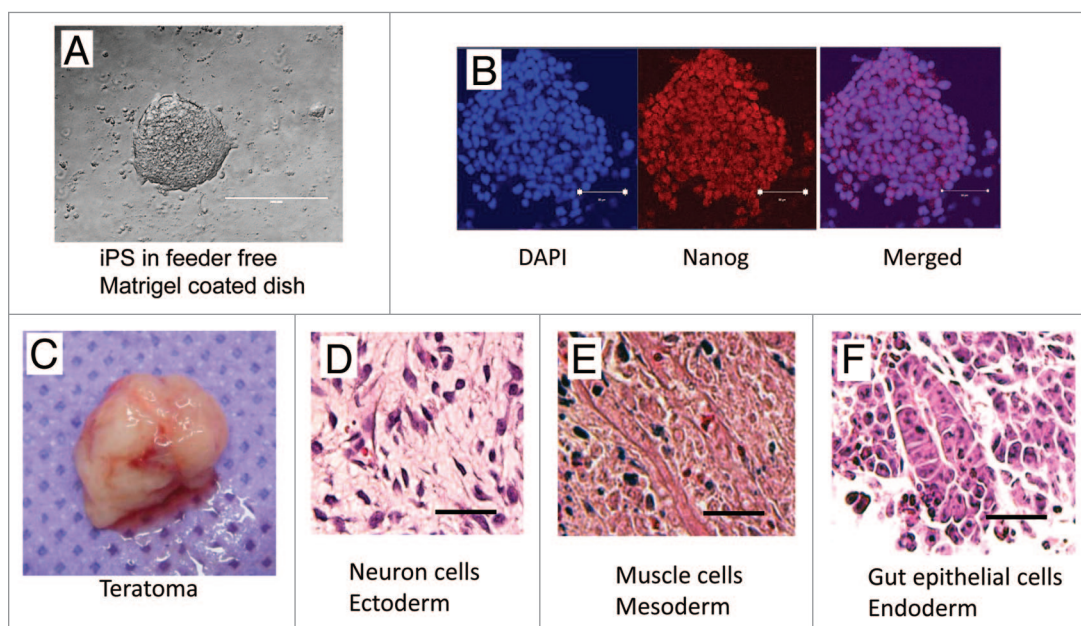 A
iPS in feeder free
Matrigel coated dish
B
DAPI
Nanog
Merged
C
Teratoma
D
Neuron cells
Ectoderm
E
Muscle cells
Mesoderm
F
Gut epithelial cells
Endoderm